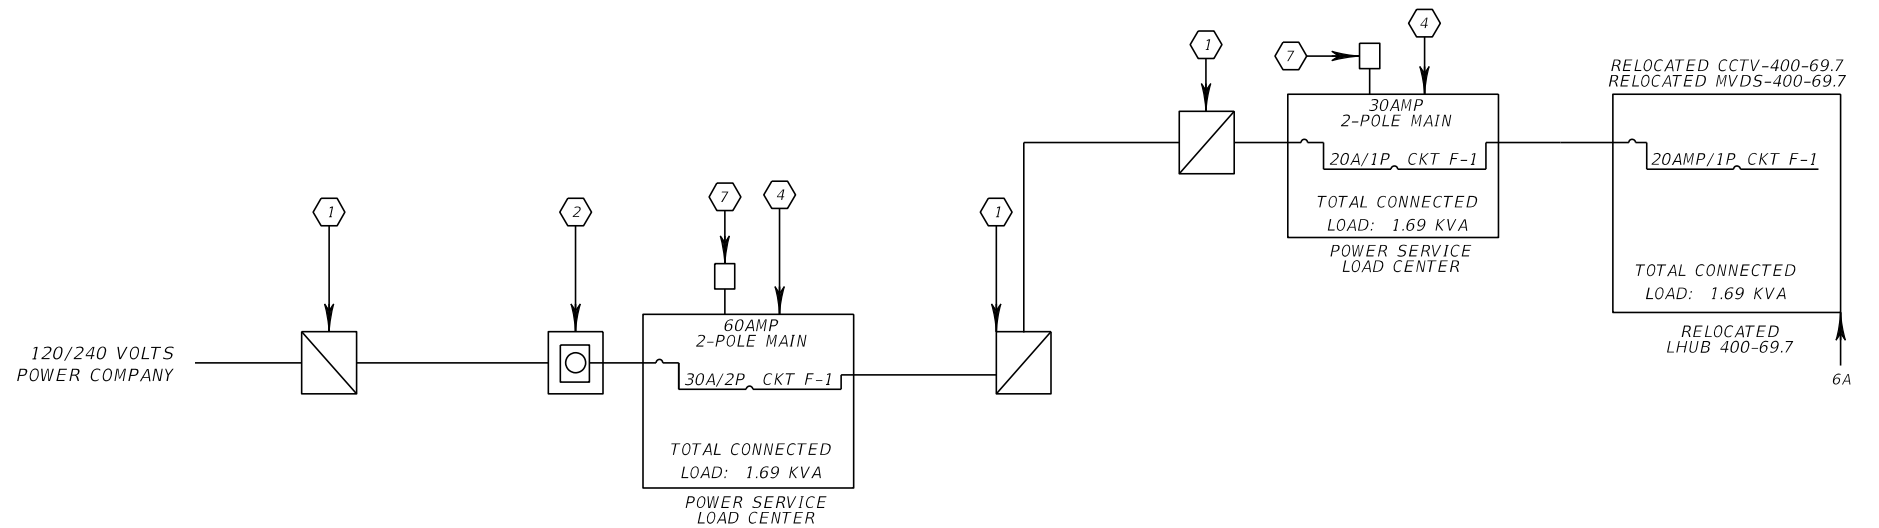 120/240 VOLTS
POWER COMPANY
1
2
7
4
60AMP
2-POLE MAIN
30A/2P CKT F-1
TOTAL CONNECTED
LOAD: 1.69 KVA
POWER SERVICE
LOAD CENTER
1
1
7
4
30AMP
2-POLE MAIN
20A/1P CKT F-1
TOTAL CONNECTED
LOAD: 1.69 KVA
POWER SERVICE
LOAD CENTER
RELOCATED CCTV-400-69.7
RELOCATED MVDS-400-69.7
20AMP/1P CKT F-1
TOTAL CONNECTED
LOAD: 1.69 KVA
RELOCATED
LHUB 400-69.7
6A